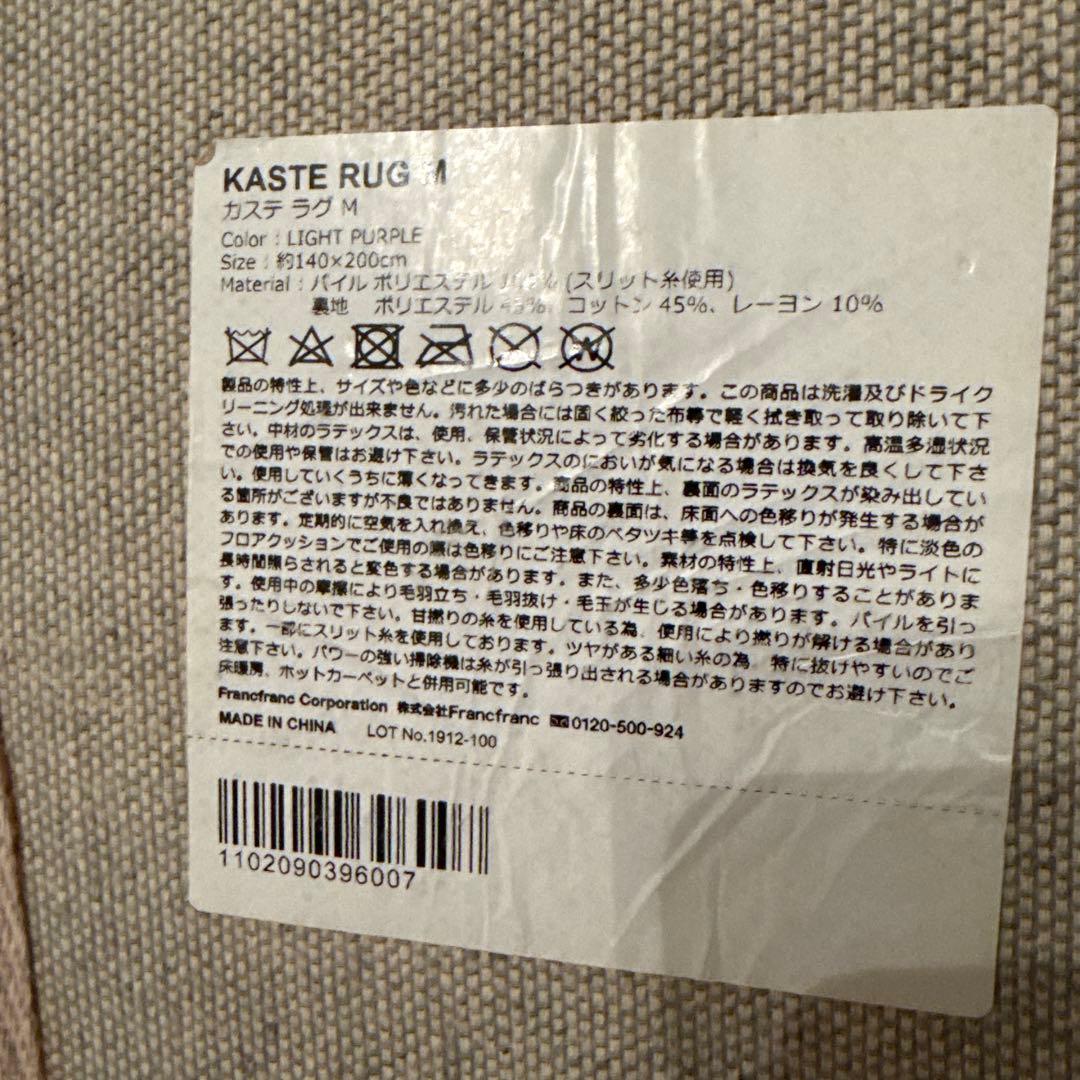 KASTE RUG M
カステ ラグ M
Color : LIGHT PURPLE
Size : 約140×200cm
Material : パイル ポリエステル (スリット糸使用)
裏地 ポリエステル 45%、コットン 45%、レーヨン 10%
製品の特性上、サイズや色などに多少のばらつきがあります。この商品は洗濯及びドライク
リーニング処理が出来ません。汚れた場合には固く絞った布等で軽く拭き取って取り除いて下
さい。中材のラテックスは、使用、保管状況によって劣化する場合があります。高温多湿状況
での使用や保管はお避け下さい。ラテックスのにおいが気になる場合は換気を良くして下さ
い。使用していくうちに薄くなってきます。商品の特性上、裏面のラテックスが染み出してい
る箇所がございますが不良ではありません。商品の裏面は、床面への色移りが発生する場合が
あります。定期的に空気を入れ換え、色移りや床のベタツキ等を点検して下さい。特に淡色の
フロアクッションでご使用の際は色移りにご注意下さい。素材の特性上、直射日光やライトに
長時間照らされると変色する場合があります。また、多少色落ち・色移りすることがありま
す。使用中の摩擦により毛羽立ち・毛羽抜け・毛玉が生じる場合があります。パイルを引っ
張ったりしないで下さい。甘撚りの糸を使用している為、使用により撚りが解ける場合があり
ます。一部にスリット糸を使用しております。ツヤがある細い糸の為、特に抜けやすいのでご
注意下さい。パワーの強い掃除機は糸が引っ張り出される場合がありますのでお避け下さい。
床暖房、ホットカーペットと併用可能です。
Francfranc Corporation 株式会社Francfranc 0120-500-924
MADE IN CHINA LOT No.1912-100
1102090396007